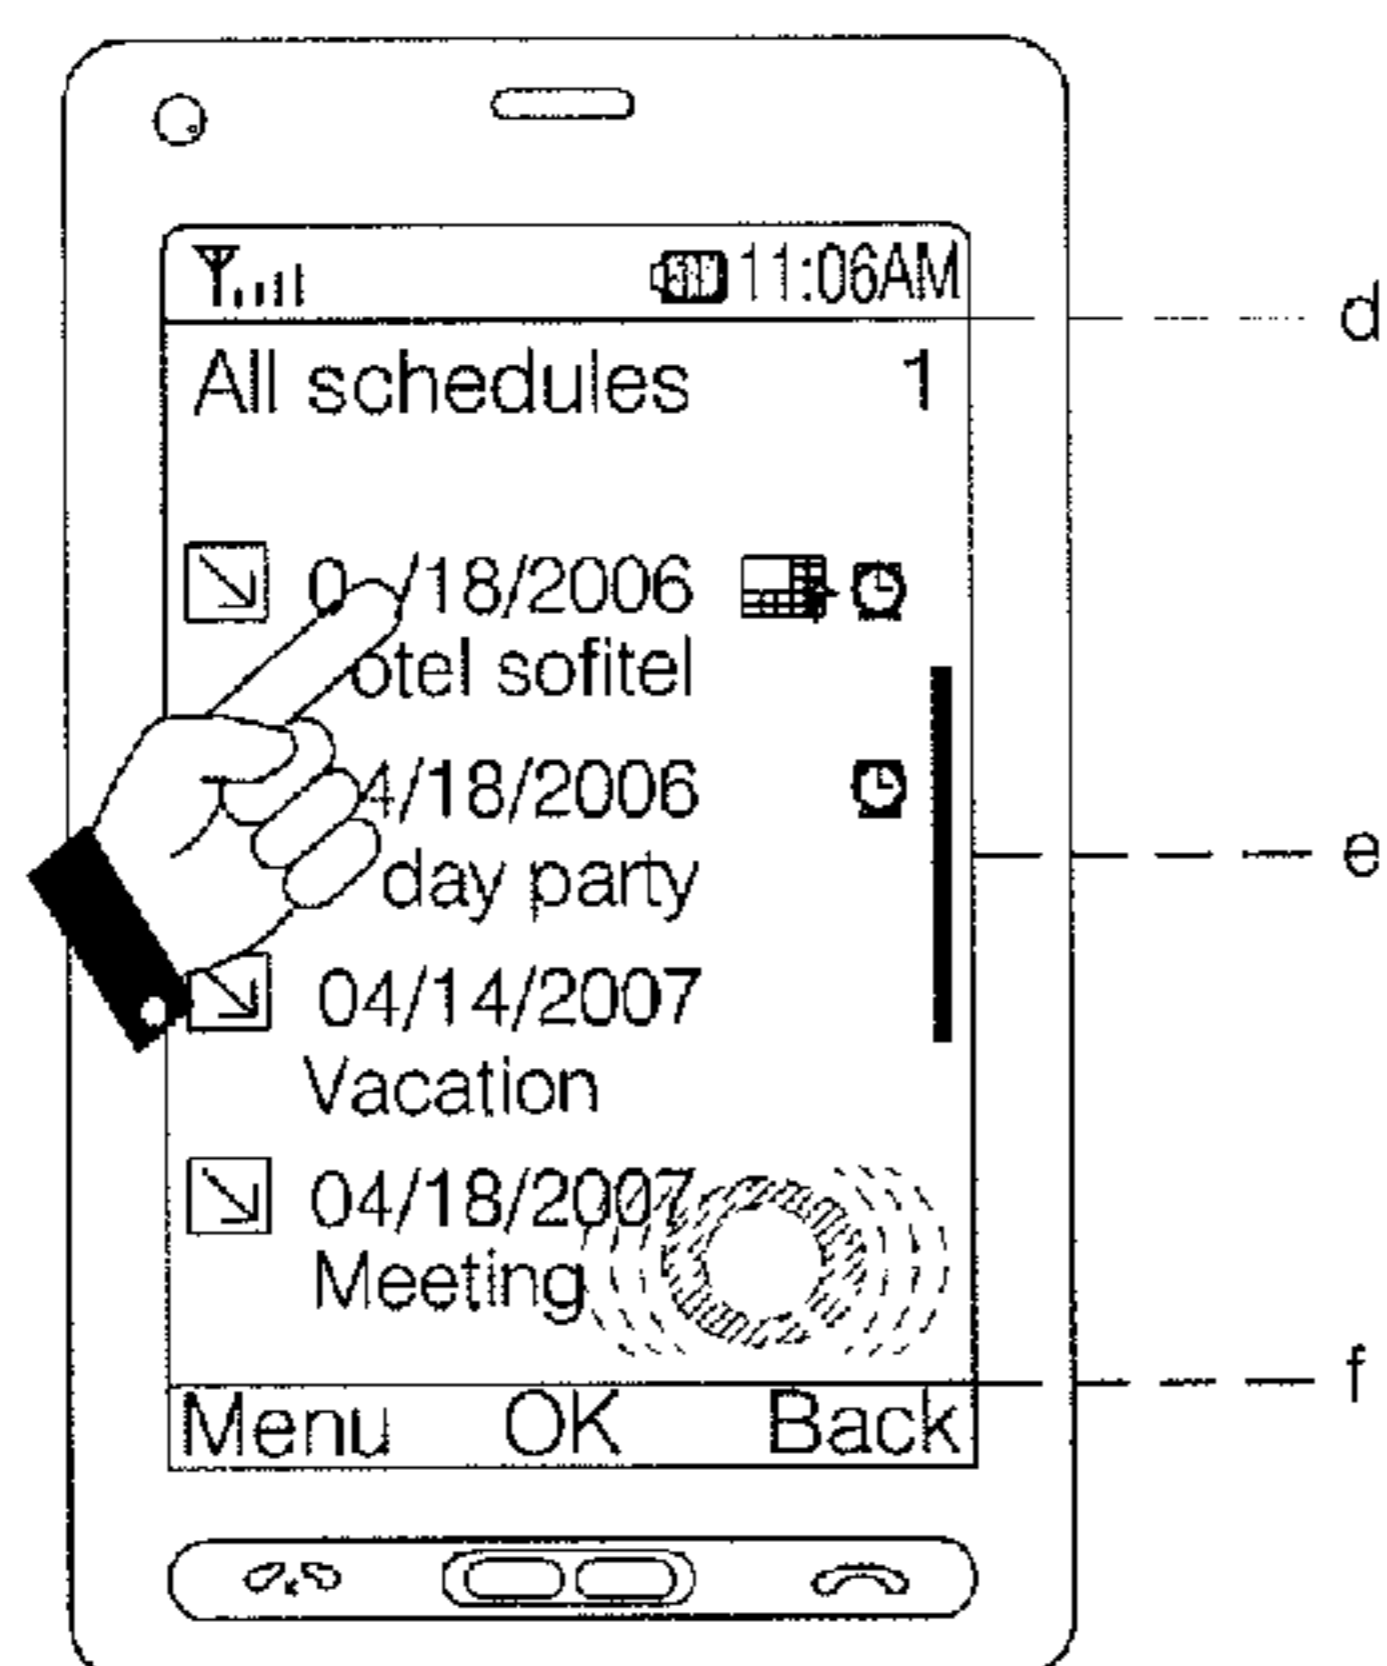 11:06AM
d
All schedules 1
0 /18/2006
otel sofitel
4/18/2006
day party
e
04/14/2007
Vacation
04/18/2007
Meeting
f
Menu OK Back